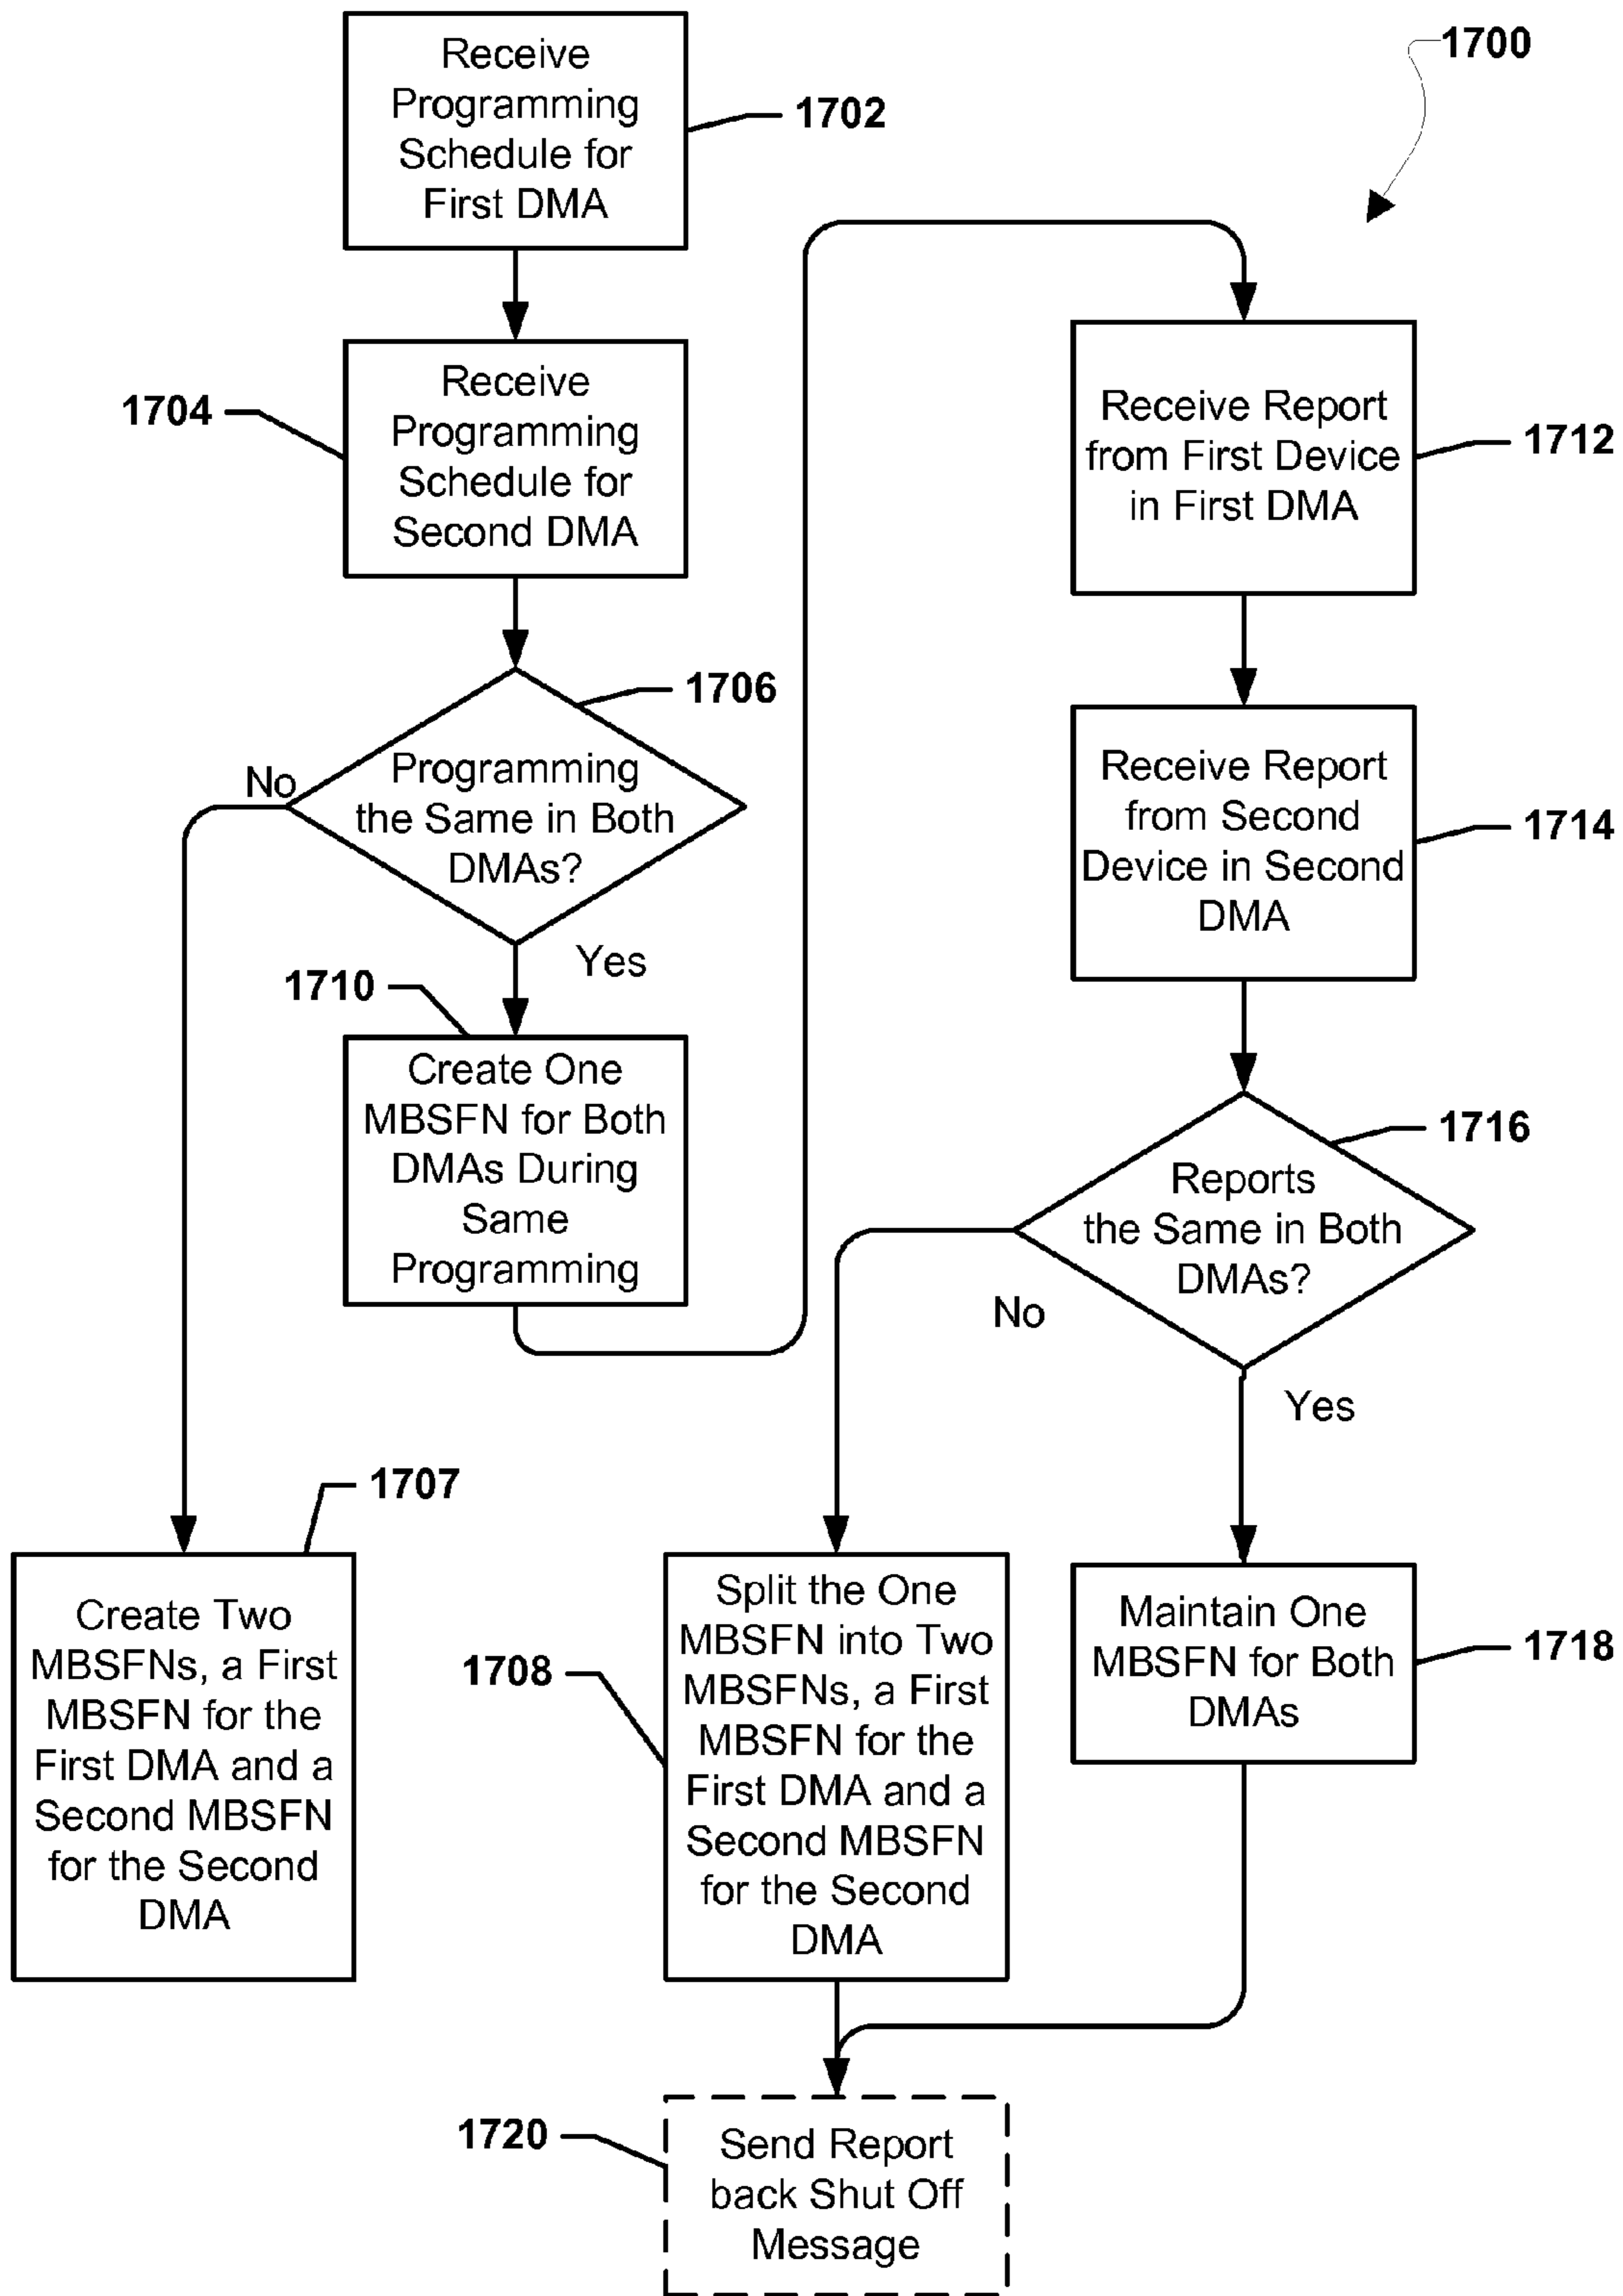 1700
Receive
Programming
Schedule for
First DMA
1702
Receive
Programming
Schedule for
Second DMA
1704
1706
Programming
the Same in Both
DMAs?
No
Yes
1710
Create One
MBSFN for Both
DMAs During
Same
Programming
1707
Create Two
MBSFNs, a First
MBSFN for the
First DMA and a
Second MBSFN
for the Second
DMA
Receive Report
from First Device
in First DMA
1712
Receive Report
from Second
Device in Second
DMA
1714
1716
Reports
the Same in Both
DMAs?
No
Yes
1708
Split the One
MBSFN into Two
MBSFNs, a First
MBSFN for the
First DMA and a
Second MBSFN
for the Second
DMA
Maintain One
MBSFN for Both
DMAs
1718
1720
Send Report
back Shut Off
Message